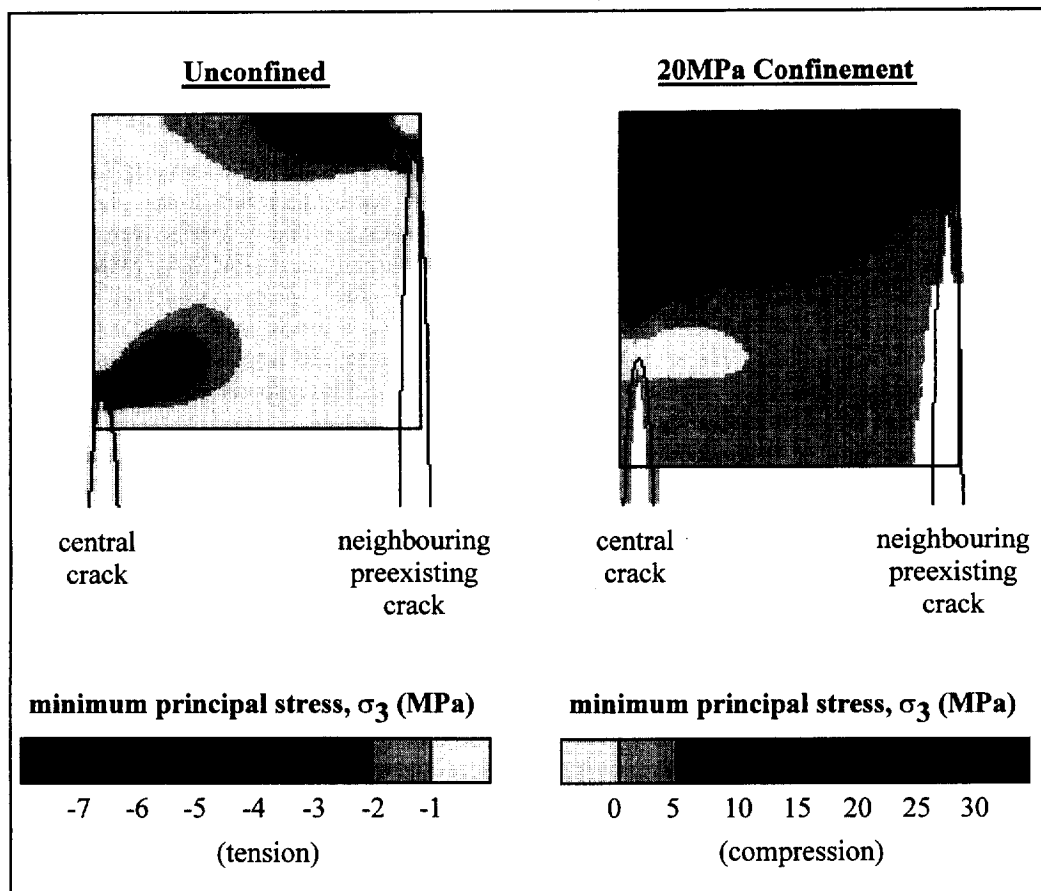 Unconfined
20MPa Confinement
central
crack
neighbouring
preexisting
crack
central
crack
neighbouring
preexisting
crack
minimum principal stress, σ3 (MPa)
-7 -6 -5 -4 -3 -2 -1
(tension)
minimum principal stress, σ3 (MPa)
0 5 10 15 20 25 30
(compression)